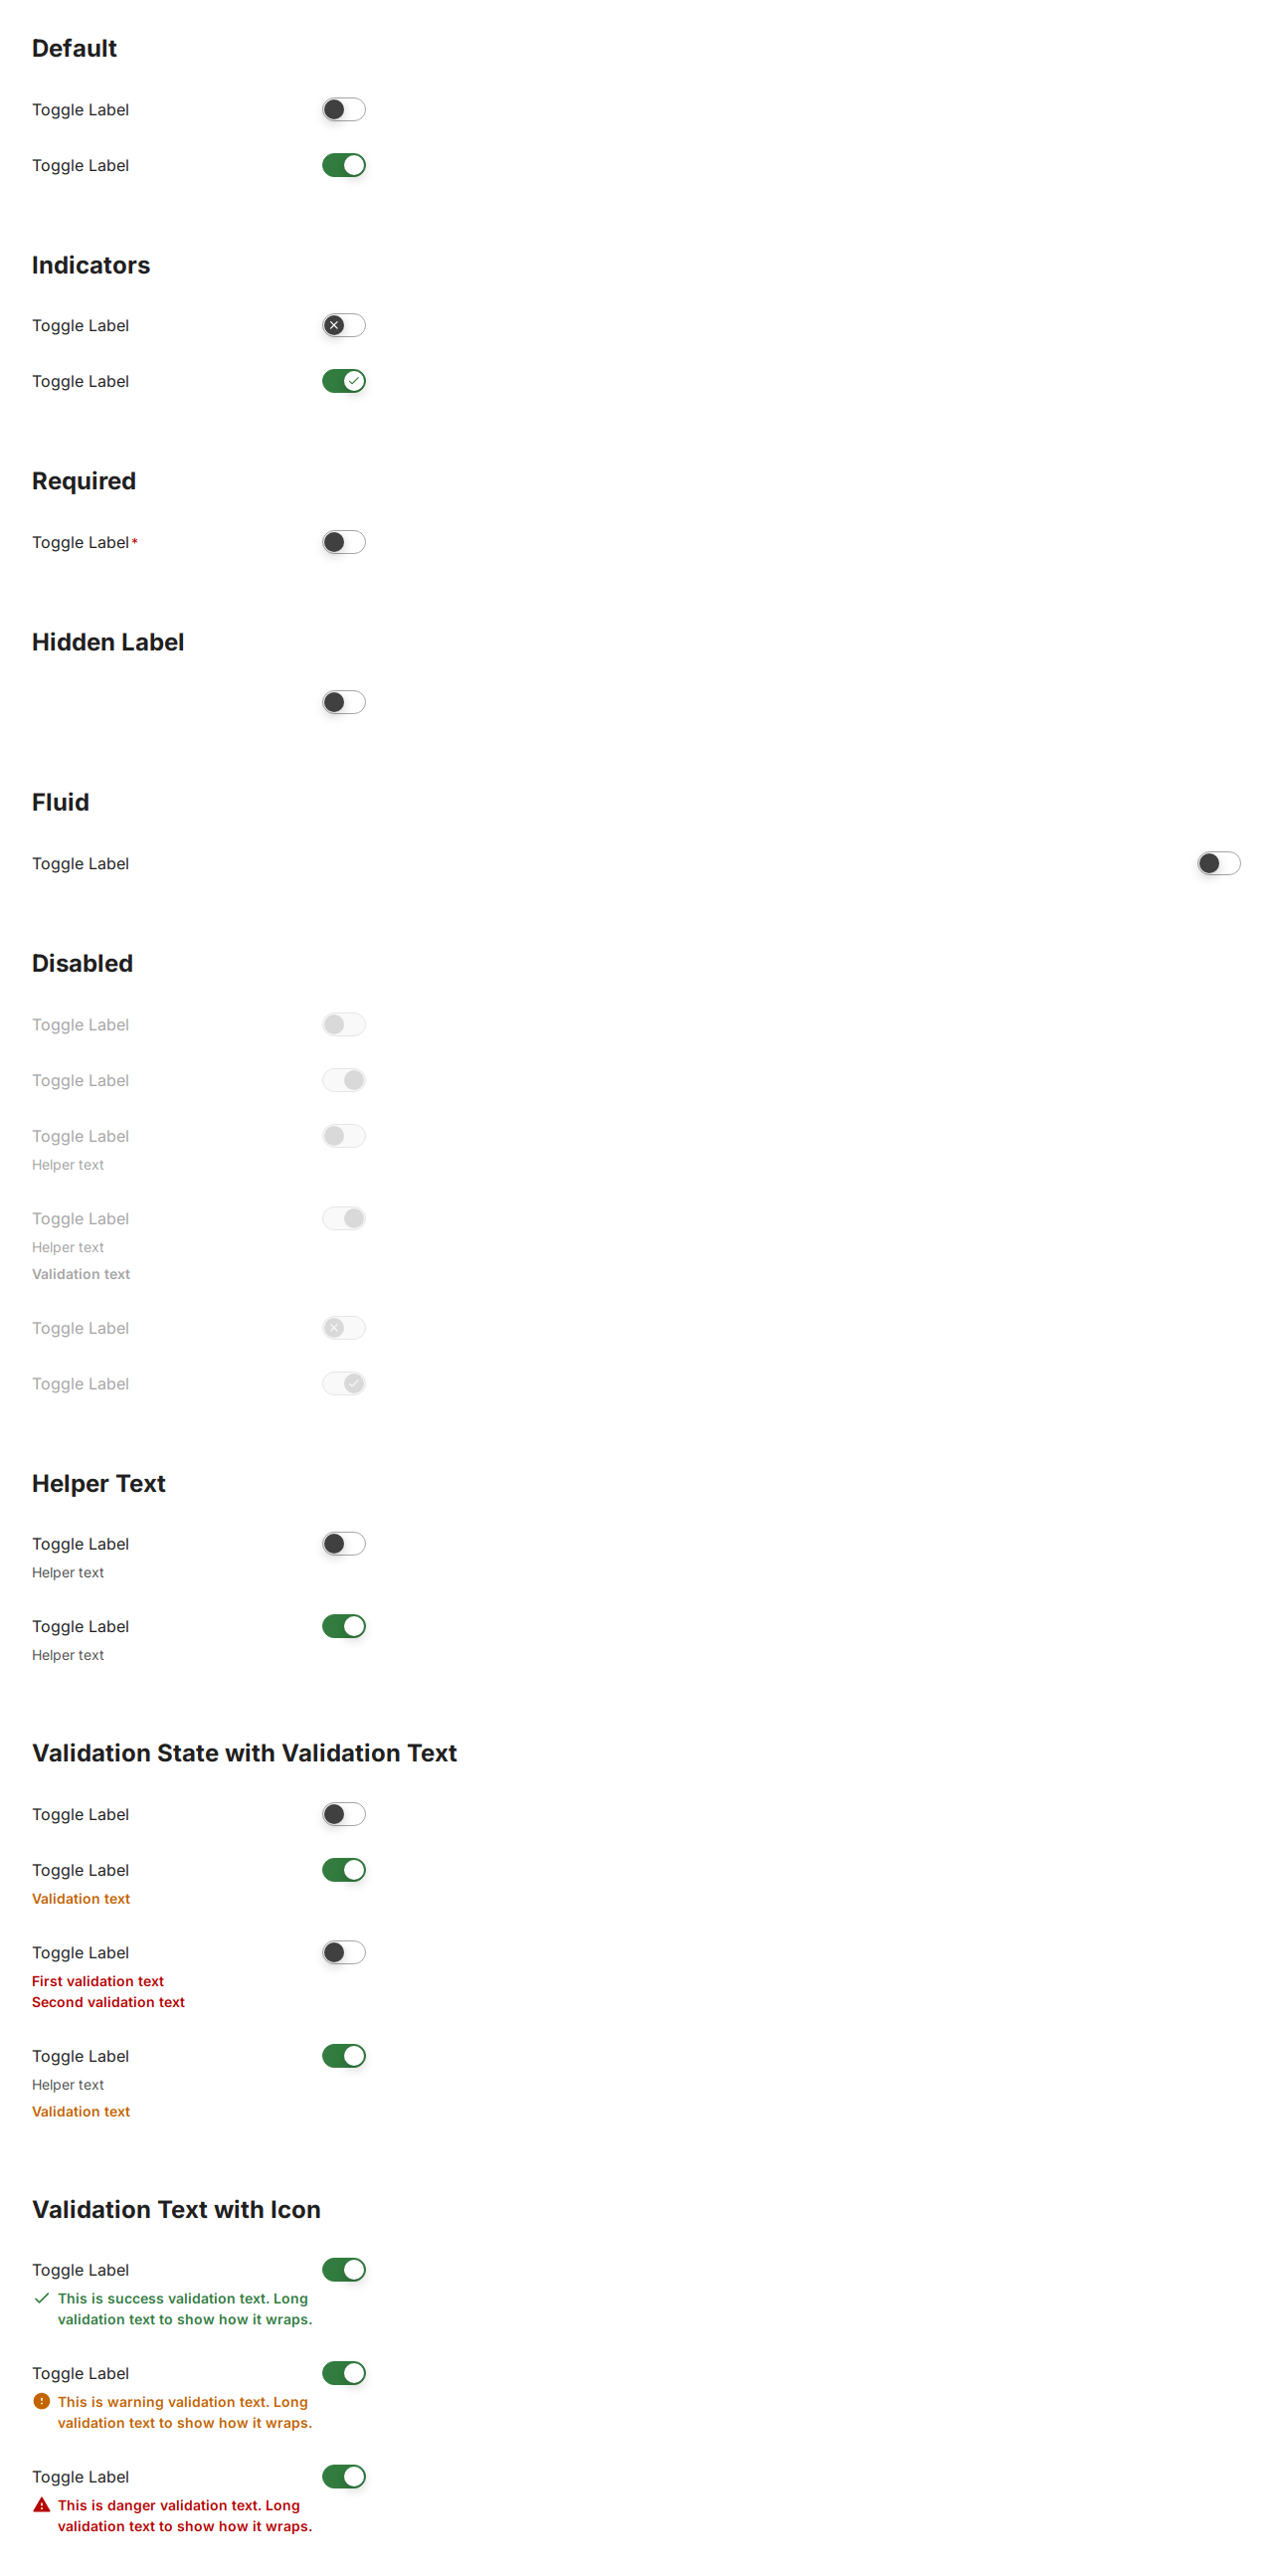 Default
Toggle Label
Toggle Label
Indicators
Toggle Label
Toggle Label
Required
Toggle Label*
Hidden Label
Fluid
Toggle Label
Disabled
Toggle Label
Toggle Label
Toggle Label
Helper text
Toggle Label
Helper text
Validation text
Toggle Label
Toggle Label
Helper Text
Toggle Label
Helper text
Toggle Label
Helper text
Validation State with Validation Text
Toggle Label
Toggle Label
Validation text
Toggle Label
First validation text
Second validation text
Toggle Label
Helper text
Validation text
Validation Text with Icon
Toggle Label
This is success validation text. Long
validation text to show how it wraps.
Toggle Label
This is warning validation text. Long
validation text to show how it wraps.
Toggle Label
This is danger validation text. Long
validation text to show how it wraps.